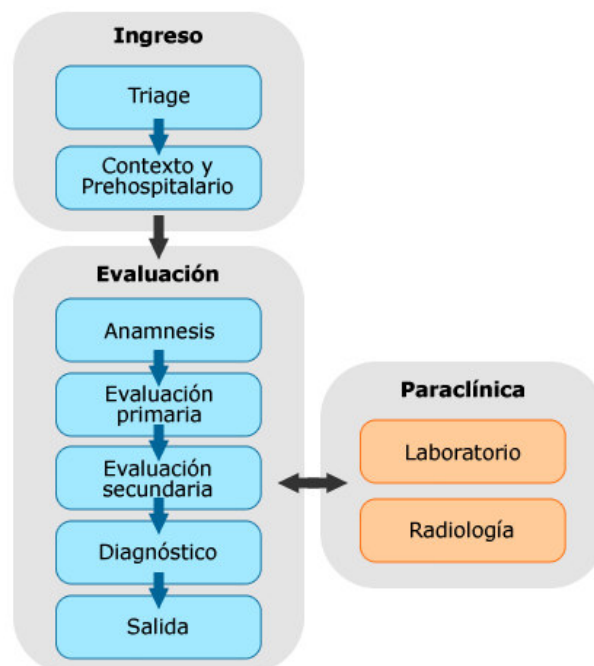 Ingreso
Triage
Contexto y
Prehospitalario
Evaluación
Anamnesis
Evaluación
primaria
Evaluación
secundaria
Diagnóstico
Salida
Paraclínica
Laboratorio
Radiología